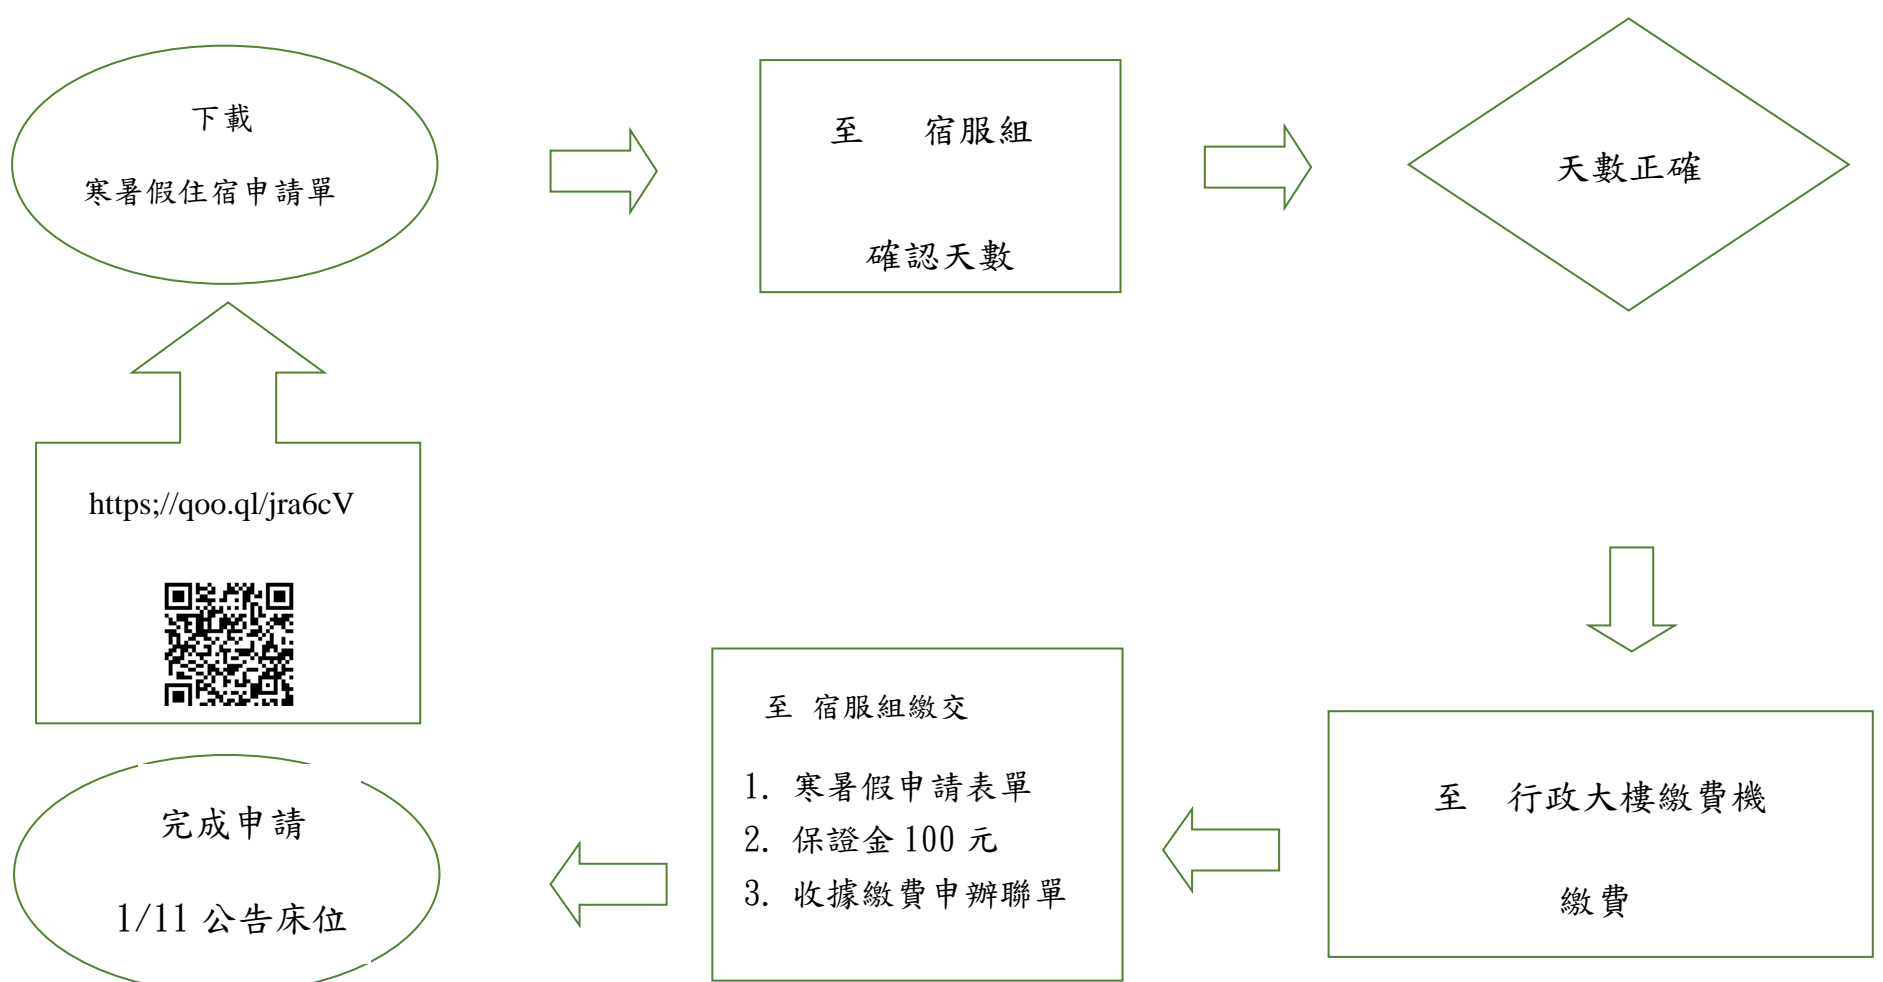 下載
寒暑假住宿申請單
至 宿服組
確認天數
天數正確
https;//qoo.ql/jra6cV
至 行政大樓繳費機
繳費
至 宿服組繳交
1. 寒暑假申請表單
2. 保證金 100 元
3. 收據繳費申辦聯單
完成申請
1/11 公告床位